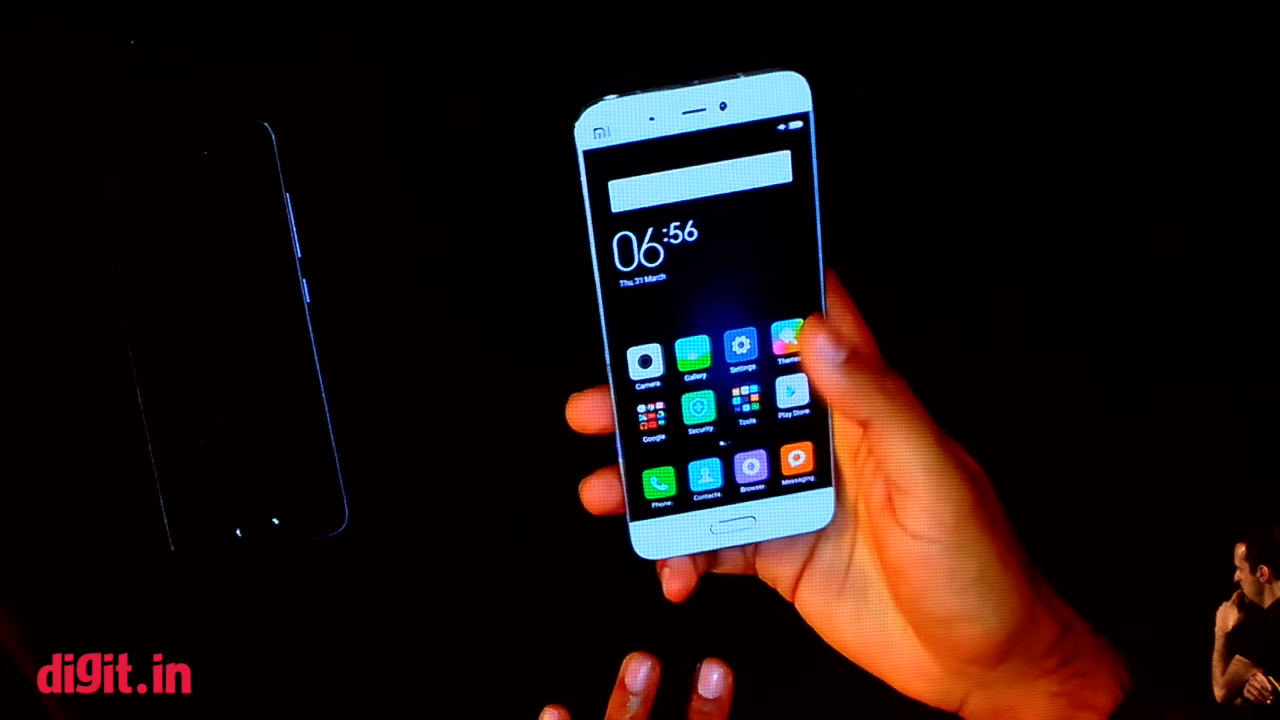 mi
06:56
Thu, 31 March
Camera
Gallery
Settings
Themes
Google
Security
Tools
Play Store
Phone
Contacts
Browser
Messaging
digit.in